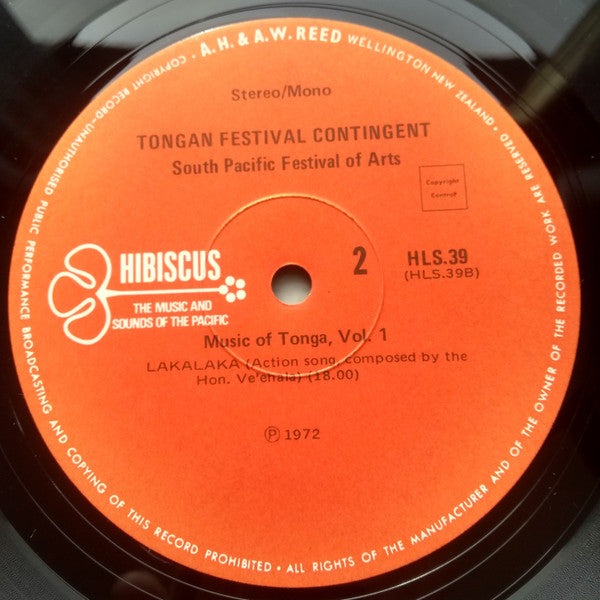 · A.H. & A.W. REED WELLINGTON NEW ZEALAND ·
Stereo/Mono
TONGAN FESTIVAL CONTINGENT
South Pacific Festival of Arts
Copyright
Control
2
HLS.39
(HLS.39B)
HIBISCUS
THE MUSIC AND
SOUNDS OF THE PACIFIC
Music of Tonga, Vol. 1
LAKALAKA (Action song, composed by the
Hon. Ve'ehala) (18.00)
Ⓟ 1972
COPYRIGHT RECORD-UNAUTHORISED PUBLIC PERFORMANCE BROADCASTING AND COPYING OF THIS RECORD PROHIBITED · ALL RIGHTS OF THE MANUFACTURER AND OF THE OWNER OF THE RECORDED WORK ARE RESERVED ·